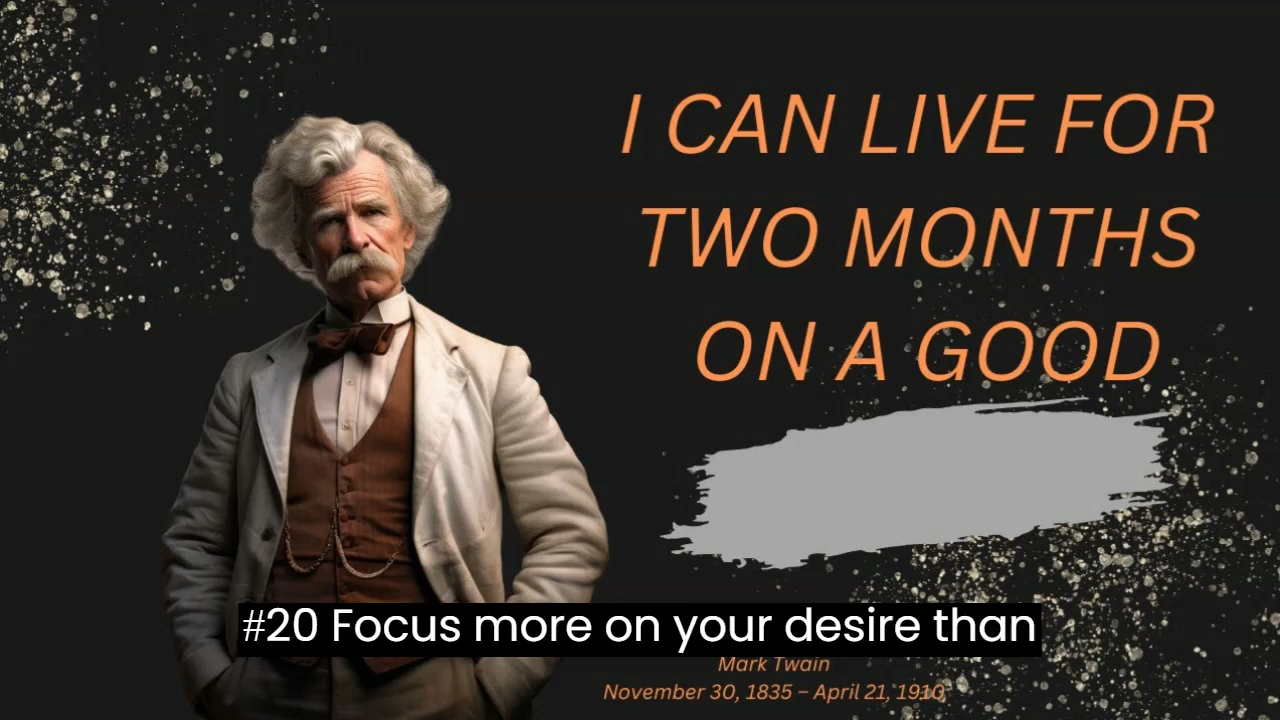 I CAN LIVE FOR
TWO MONTHS
ON A GOOD
#20 Focus more on your desire than
Mark Twain
November 30, 1835 – April 21, 1910